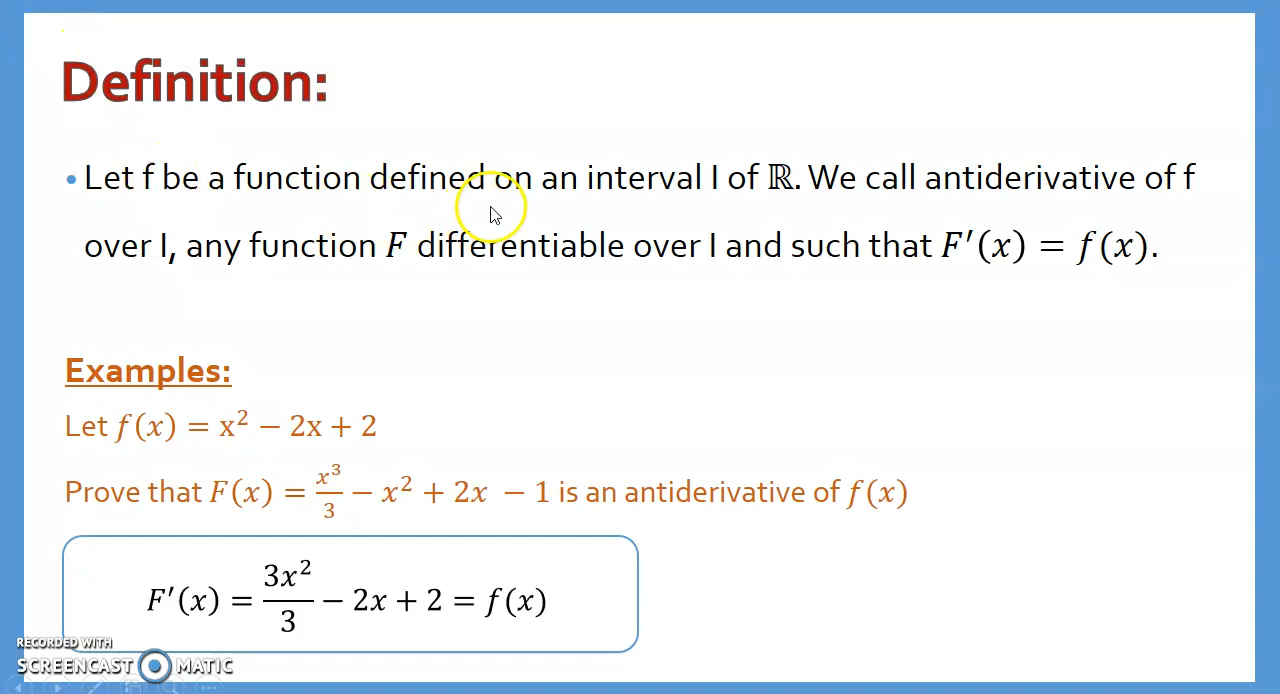 Definition:
• Let f be a function defined on an interval I of ℝ. We call antiderivative of f
over I, any function F differentiable over I and such that F′(x) = f(x).
Examples:
Let f(x) = x² − 2x + 2
Prove that F(x) = x³/3 − x² + 2x − 1 is an antiderivative of f(x)
F′(x) = 3x²/3 − 2x + 2 = f(x)
RECORDED WITH
SCREENCAST MATIC